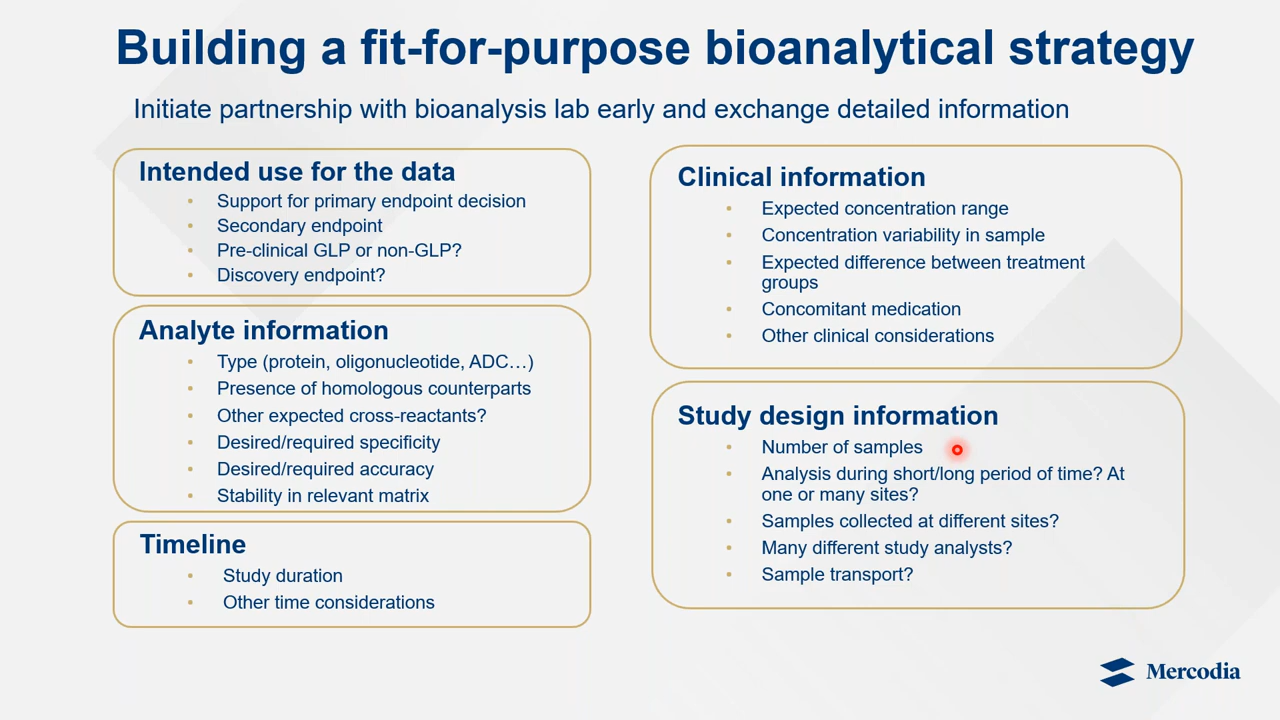 Building a fit-for-purpose bioanalytical strategy
Initiate partnership with bioanalysis lab early and exchange detailed information
Intended use for the data
• Support for primary endpoint decision
• Secondary endpoint
• Pre-clinical GLP or non-GLP?
• Discovery endpoint?
Analyte information
• Type (protein, oligonucleotide, ADC…)
• Presence of homologous counterparts
• Other expected cross-reactants?
• Desired/required specificity
• Desired/required accuracy
• Stability in relevant matrix
Timeline
• Study duration
• Other time considerations
Clinical information
• Expected concentration range
• Concentration variability in sample
• Expected difference between treatment
groups
• Concomitant medication
• Other clinical considerations
Study design information
• Number of samples
• Analysis during short/long period of time? At
one or many sites?
• Samples collected at different sites?
• Many different study analysts?
• Sample transport?
Mercodia